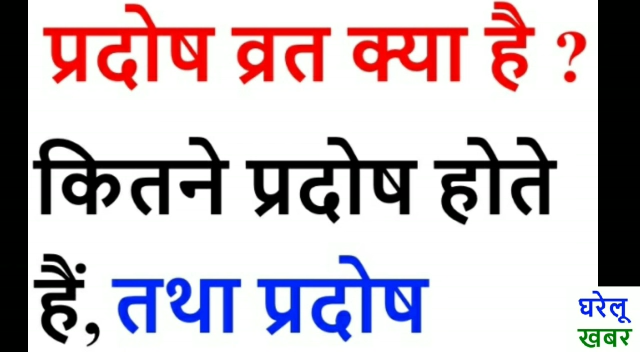 प्रदोष व्रत क्या है ?
कितने प्रदोष होते
हैं, तथा प्रदोष
घरेलू
खबर